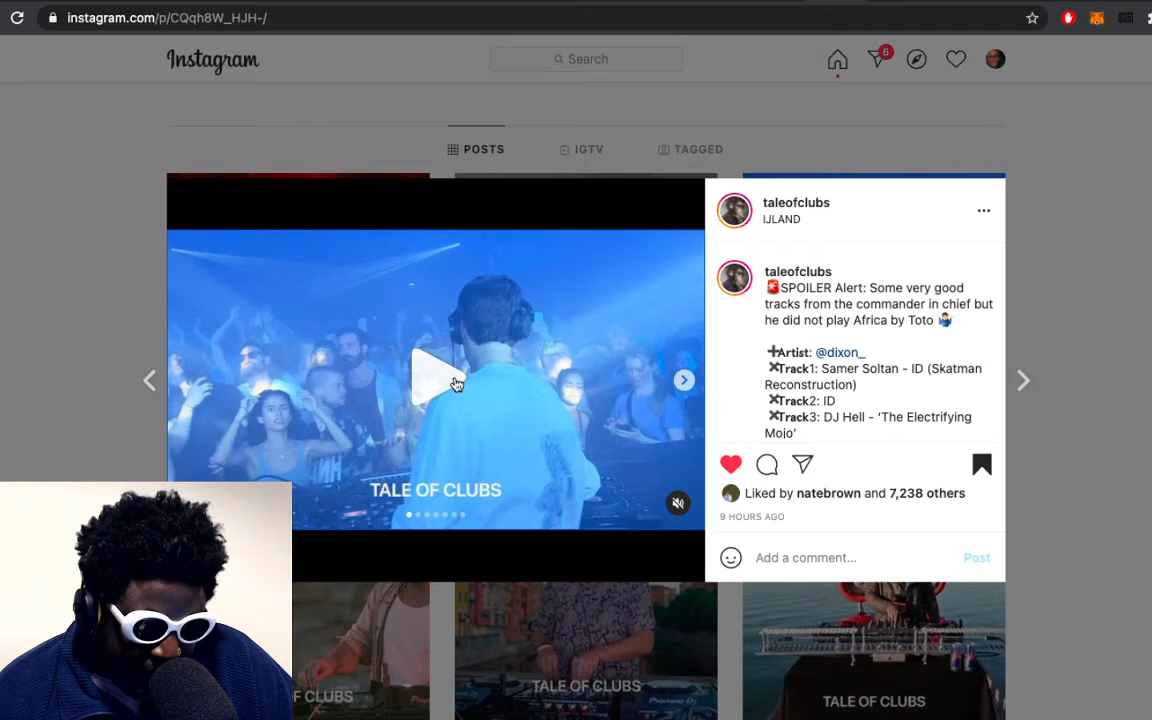 instagram.com/p/CQqh8W_HJH-/
Instagram
Search
6
POSTS
IGTV
TAGGED
taleofclubs
IJLAND
taleofclubs
🚨SPOILER Alert: Some very good
tracks from the commander in chief but
he did not play Africa by Toto 🤷🏻‍♂️
➕Artist: @dixon_
✖Track1: Samer Soltan - ID (Skatman
Reconstruction)
✖Track2: ID
✖Track3: DJ Hell - ‘The Electrifying
Mojo’
TALE OF CLUBS
Liked by natebrown and 7,238 others
9 HOURS AGO
Add a comment...
Post
F CLUBS
TALE OF CLUBS
TALE OF CLUBS